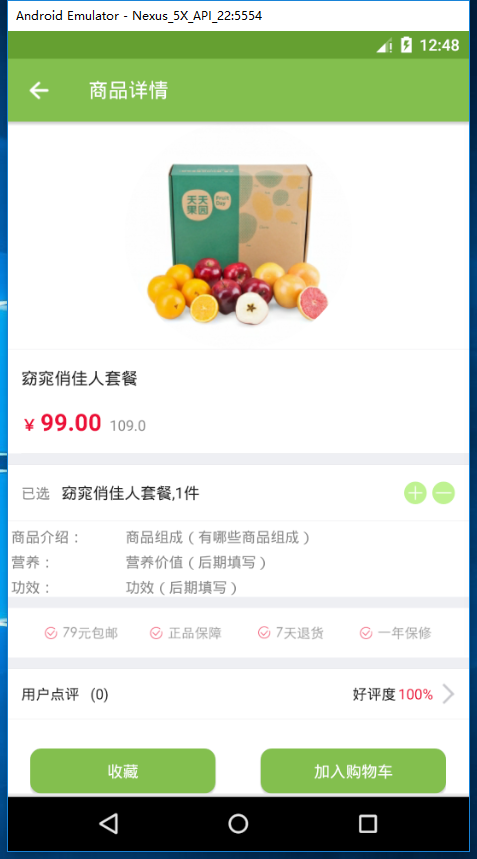 Android Emulator - Nexus_5X_API_22:5554
12:48
商品详情
天天果园
Fruit Day
窈窕俏佳人套餐
¥ 99.00 109.0
已选 窈窕俏佳人套餐,1件
商品介绍： 商品组成（有哪些商品组成）
营养： 营养价值（后期填写）
功效： 功效（后期填写）
79元包邮 正品保障 7天退货 一年保修
用户点评 (0) 好评度 100%
收藏 加入购物车